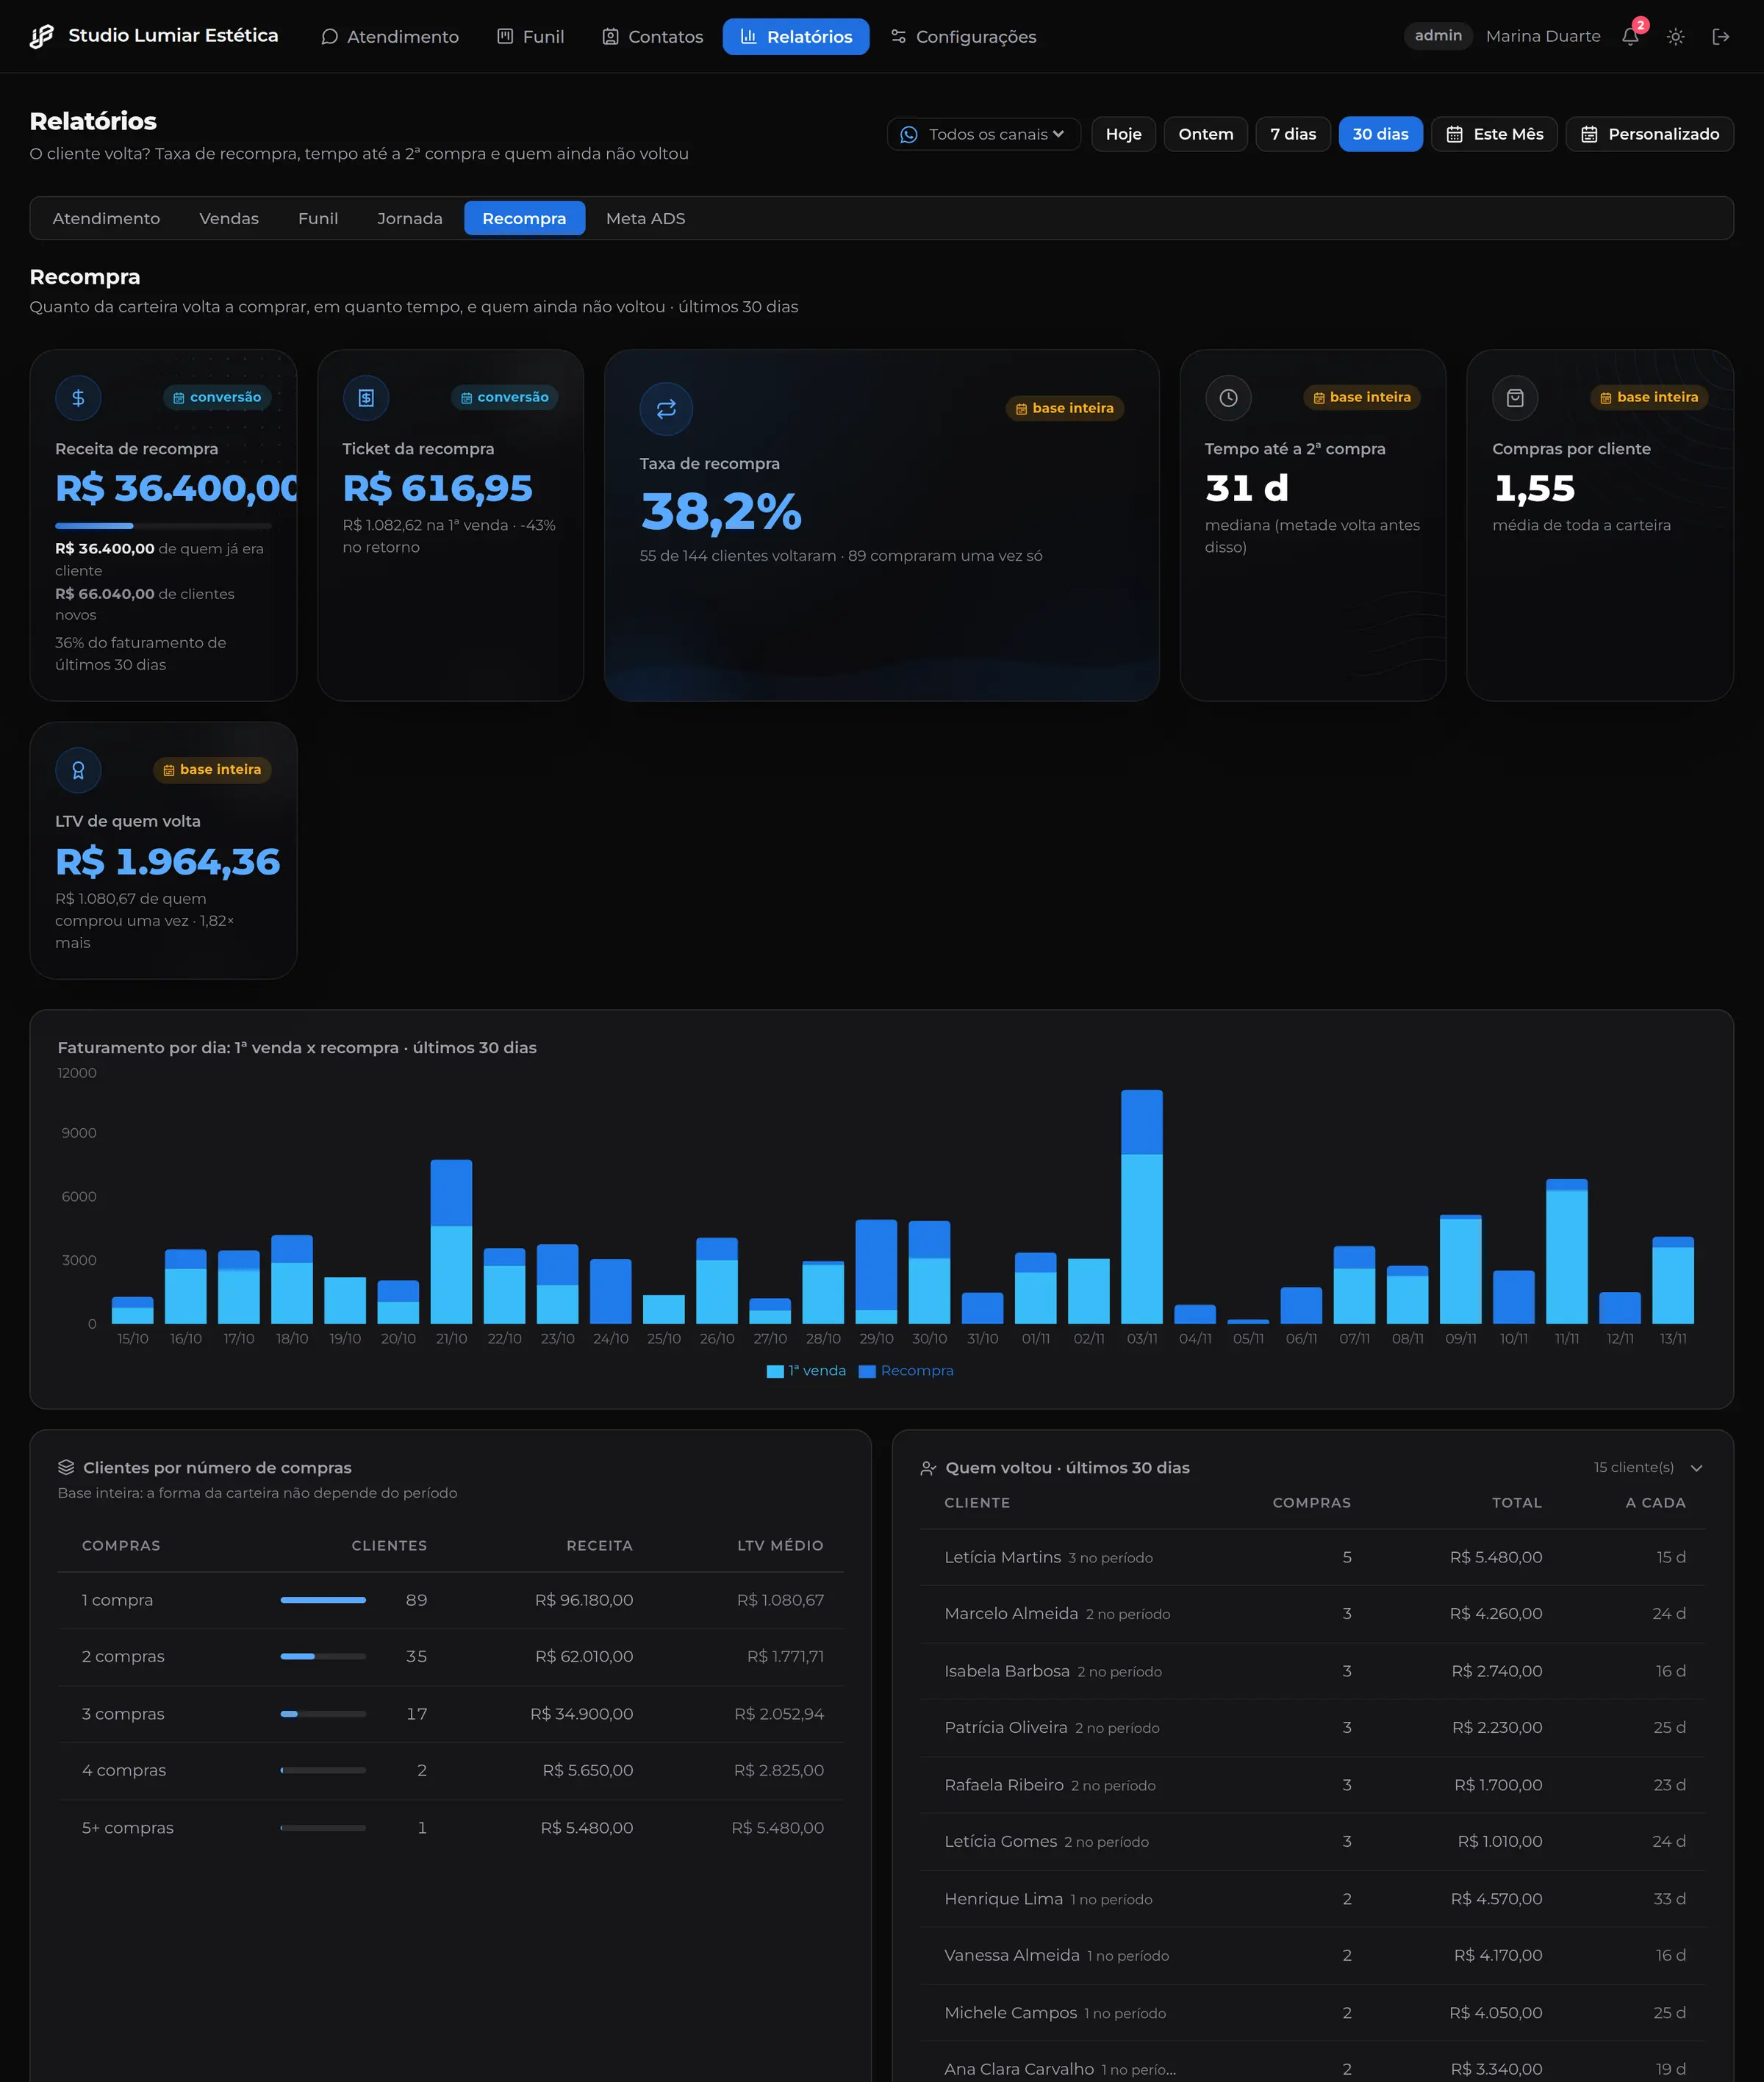 Studio Lumiar Estética
Atendimento
Funil
Contatos
Relatórios
Configurações
admin
Marina Duarte
2
Relatórios
O cliente volta? Taxa de recompra, tempo até a 2ª compra e quem ainda não voltou
Todos os canais
Hoje
Ontem
7 dias
30 dias
Este Mês
Personalizado
Atendimento
Vendas
Funil
Jornada
Recompra
Meta ADS
Recompra
Quanto da carteira volta a comprar, em quanto tempo, e quem ainda não voltou · últimos 30 dias
conversão
Receita de recompra
R$ 36.400,00
R$ 36.400,00 de quem já era
cliente
R$ 66.040,00 de clientes
novos
36% do faturamento de
últimos 30 dias
conversão
Ticket da recompra
R$ 616,95
R$ 1.082,62 na 1ª venda · -43%
no retorno
base inteira
Taxa de recompra
38,2%
55 de 144 clientes voltaram · 89 compraram uma vez só
base inteira
Tempo até a 2ª compra
31 d
mediana (metade volta antes
disso)
base inteira
Compras por cliente
1,55
média de toda a carteira
base inteira
LTV de quem volta
R$ 1.964,36
R$ 1.080,67 de quem
comprou uma vez · 1,82×
mais
Faturamento por dia: 1ª venda x recompra · últimos 30 dias
12000
9000
6000
3000
0
15/10 16/10 17/10 18/10 19/10 20/10 21/10 22/10 23/10 24/10 25/10 26/10 27/10 28/10 29/10 30/10 31/10 01/11 02/11 03/11 04/11 05/11 06/11 07/11 08/11 09/11 10/11 11/11 12/11 13/11
1ª venda Recompra
Clientes por número de compras
Base inteira: a forma da carteira não depende do período
COMPRAS CLIENTES RECEITA LTV MÉDIO
1 compra 89 R$ 96.180,00 R$ 1.080,67
2 compras 35 R$ 62.010,00 R$ 1.771,71
3 compras 17 R$ 34.900,00 R$ 2.052,94
4 compras 2 R$ 5.650,00 R$ 2.825,00
5+ compras 1 R$ 5.480,00 R$ 5.480,00
Quem voltou · últimos 30 dias
15 cliente(s)
CLIENTE COMPRAS TOTAL A CADA
Letícia Martins 3 no período 5 R$ 5.480,00 15 d
Marcelo Almeida 2 no período 3 R$ 4.260,00 24 d
Isabela Barbosa 2 no período 3 R$ 2.740,00 16 d
Patrícia Oliveira 2 no período 3 R$ 2.230,00 25 d
Rafaela Ribeiro 2 no período 3 R$ 1.700,00 23 d
Letícia Gomes 2 no período 3 R$ 1.010,00 24 d
Henrique Lima 1 no período 2 R$ 4.570,00 33 d
Vanessa Almeida 1 no período 2 R$ 4.170,00 16 d
Michele Campos 1 no período 2 R$ 4.050,00 25 d
Ana Clara Carvalho 1 no perío... 2 R$ 3.340,00 19 d